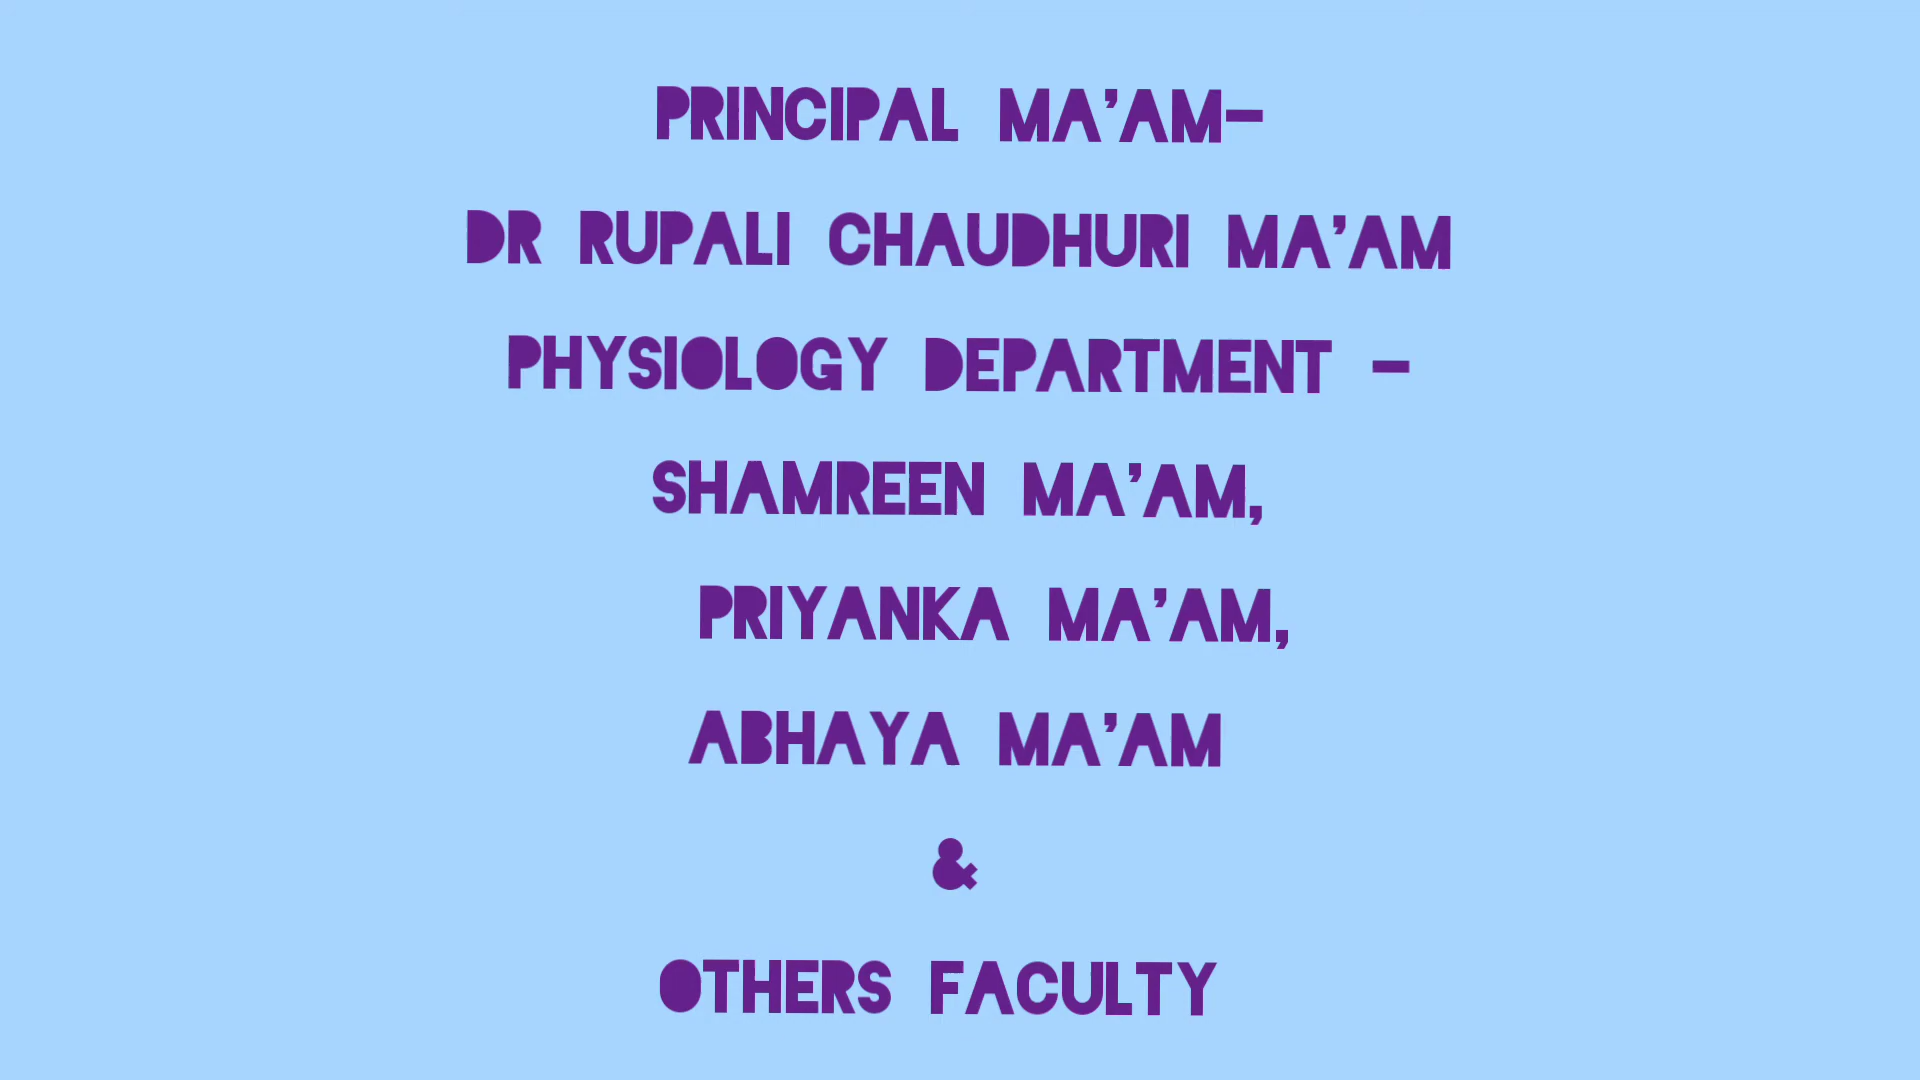 PRINCIPAL MA'AM-
DR RUPALI CHAUDHURI MA'AM
PHYSIOLOGY DEPARTMENT -
SHAMREEN MA'AM,
PRIYANKA MA'AM,
ABHAYA MA'AM
&
OTHERS FACULTY